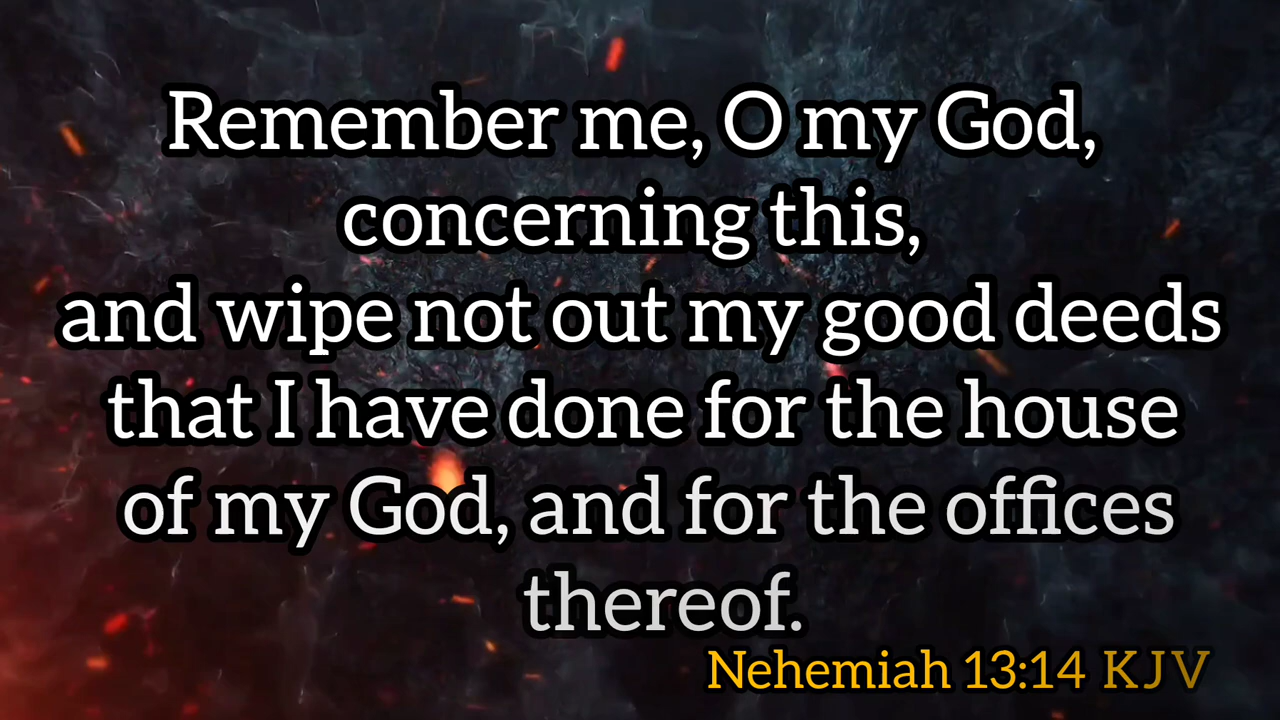 Remember me, O my God,
concerning this,
and wipe not out my good deeds
that I have done for the house
of my God, and for the offices
thereof.
Nehemiah 13:14 KJV